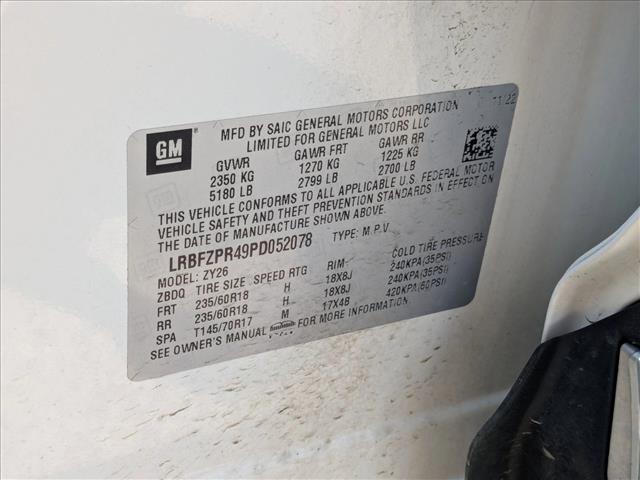 GM
MFD BY SAIC GENERAL MOTORS CORPORATION
LIMITED FOR GENERAL MOTORS LLC
GVWR GAWR FRT GAWR RR
2350 KG 1270 KG 1225 KG
5180 LB 2799 LB 2700 LB
THIS VEHICLE CONFORMS TO ALL APPLICABLE U.S. FEDERAL MOTOR
VEHICLE SAFETY AND THEFT PREVENTION STANDARDS IN EFFECT ON
THE DATE OF MANUFACTURE SHOWN ABOVE.
LRBFZPR49PD052078 TYPE: M.P.V
MODEL: ZY26
ZBDQ TIRE SIZE SPEED RTG RIM COLD TIRE PRESSURE
FRT 235/60R18 H 18X8J 240KPA(35PSI)
RR 235/60R18 H 18X8J 240KPA(35PSI)
SPA T145/70R17 M 17X4B 420KPA(60PSI)
SEE OWNER'S MANUAL FOR MORE INFORMATION